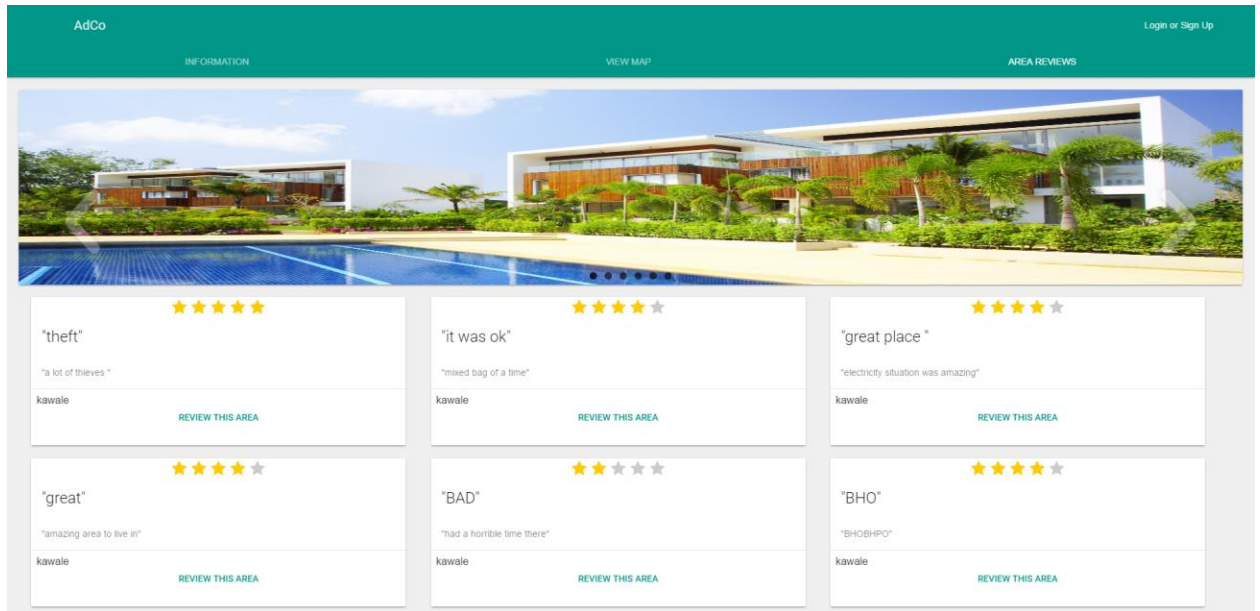 AdCo
Login or Sign Up
INFORMATION
VIEW MAP
AREA REVIEWS
"theft"
"a lot of thieves "
kawale
REVIEW THIS AREA
"it was ok"
"mixed bag of a time"
kawale
REVIEW THIS AREA
"great place "
"electricity situation was amazing"
kawale
REVIEW THIS AREA
"great"
"amazing area to live in"
kawale
REVIEW THIS AREA
"BAD"
"had a horrible time there"
kawale
REVIEW THIS AREA
"BHO"
"BHOBHPO"
kawale
REVIEW THIS AREA